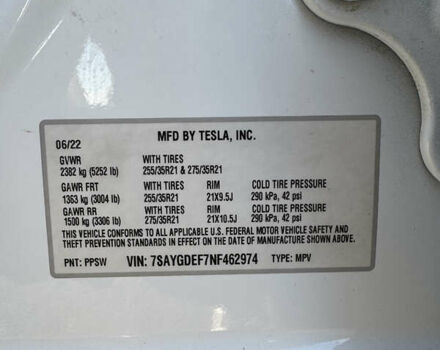 MFD BY TESLA, INC.
06/22
GVWR WITH TIRES
2382 kg (5252 lb) 255/35R21 & 275/35R21
GAWR FRT WITH TIRES RIM COLD TIRE PRESSURE
1363 kg (3004 lb) 255/35R21 21X9.5J 290 kPa, 42 psi
GAWR RR WITH TIRES RIM COLD TIRE PRESSURE
1500 kg (3306 lb) 275/35R21 21X10.5J 290 kPa, 42 psi
THIS VEHICLE CONFORMS TO ALL APPLICABLE U.S. FEDERAL MOTOR VEHICLE SAFETY AND
THEFT PREVENTION STANDARDS IN EFFECT ON THE DATE OF MANUFACTURE SHOWN ABOVE.
PNT: PPSW VIN: 7SAYGDEF7NF462974 TYPE: MPV